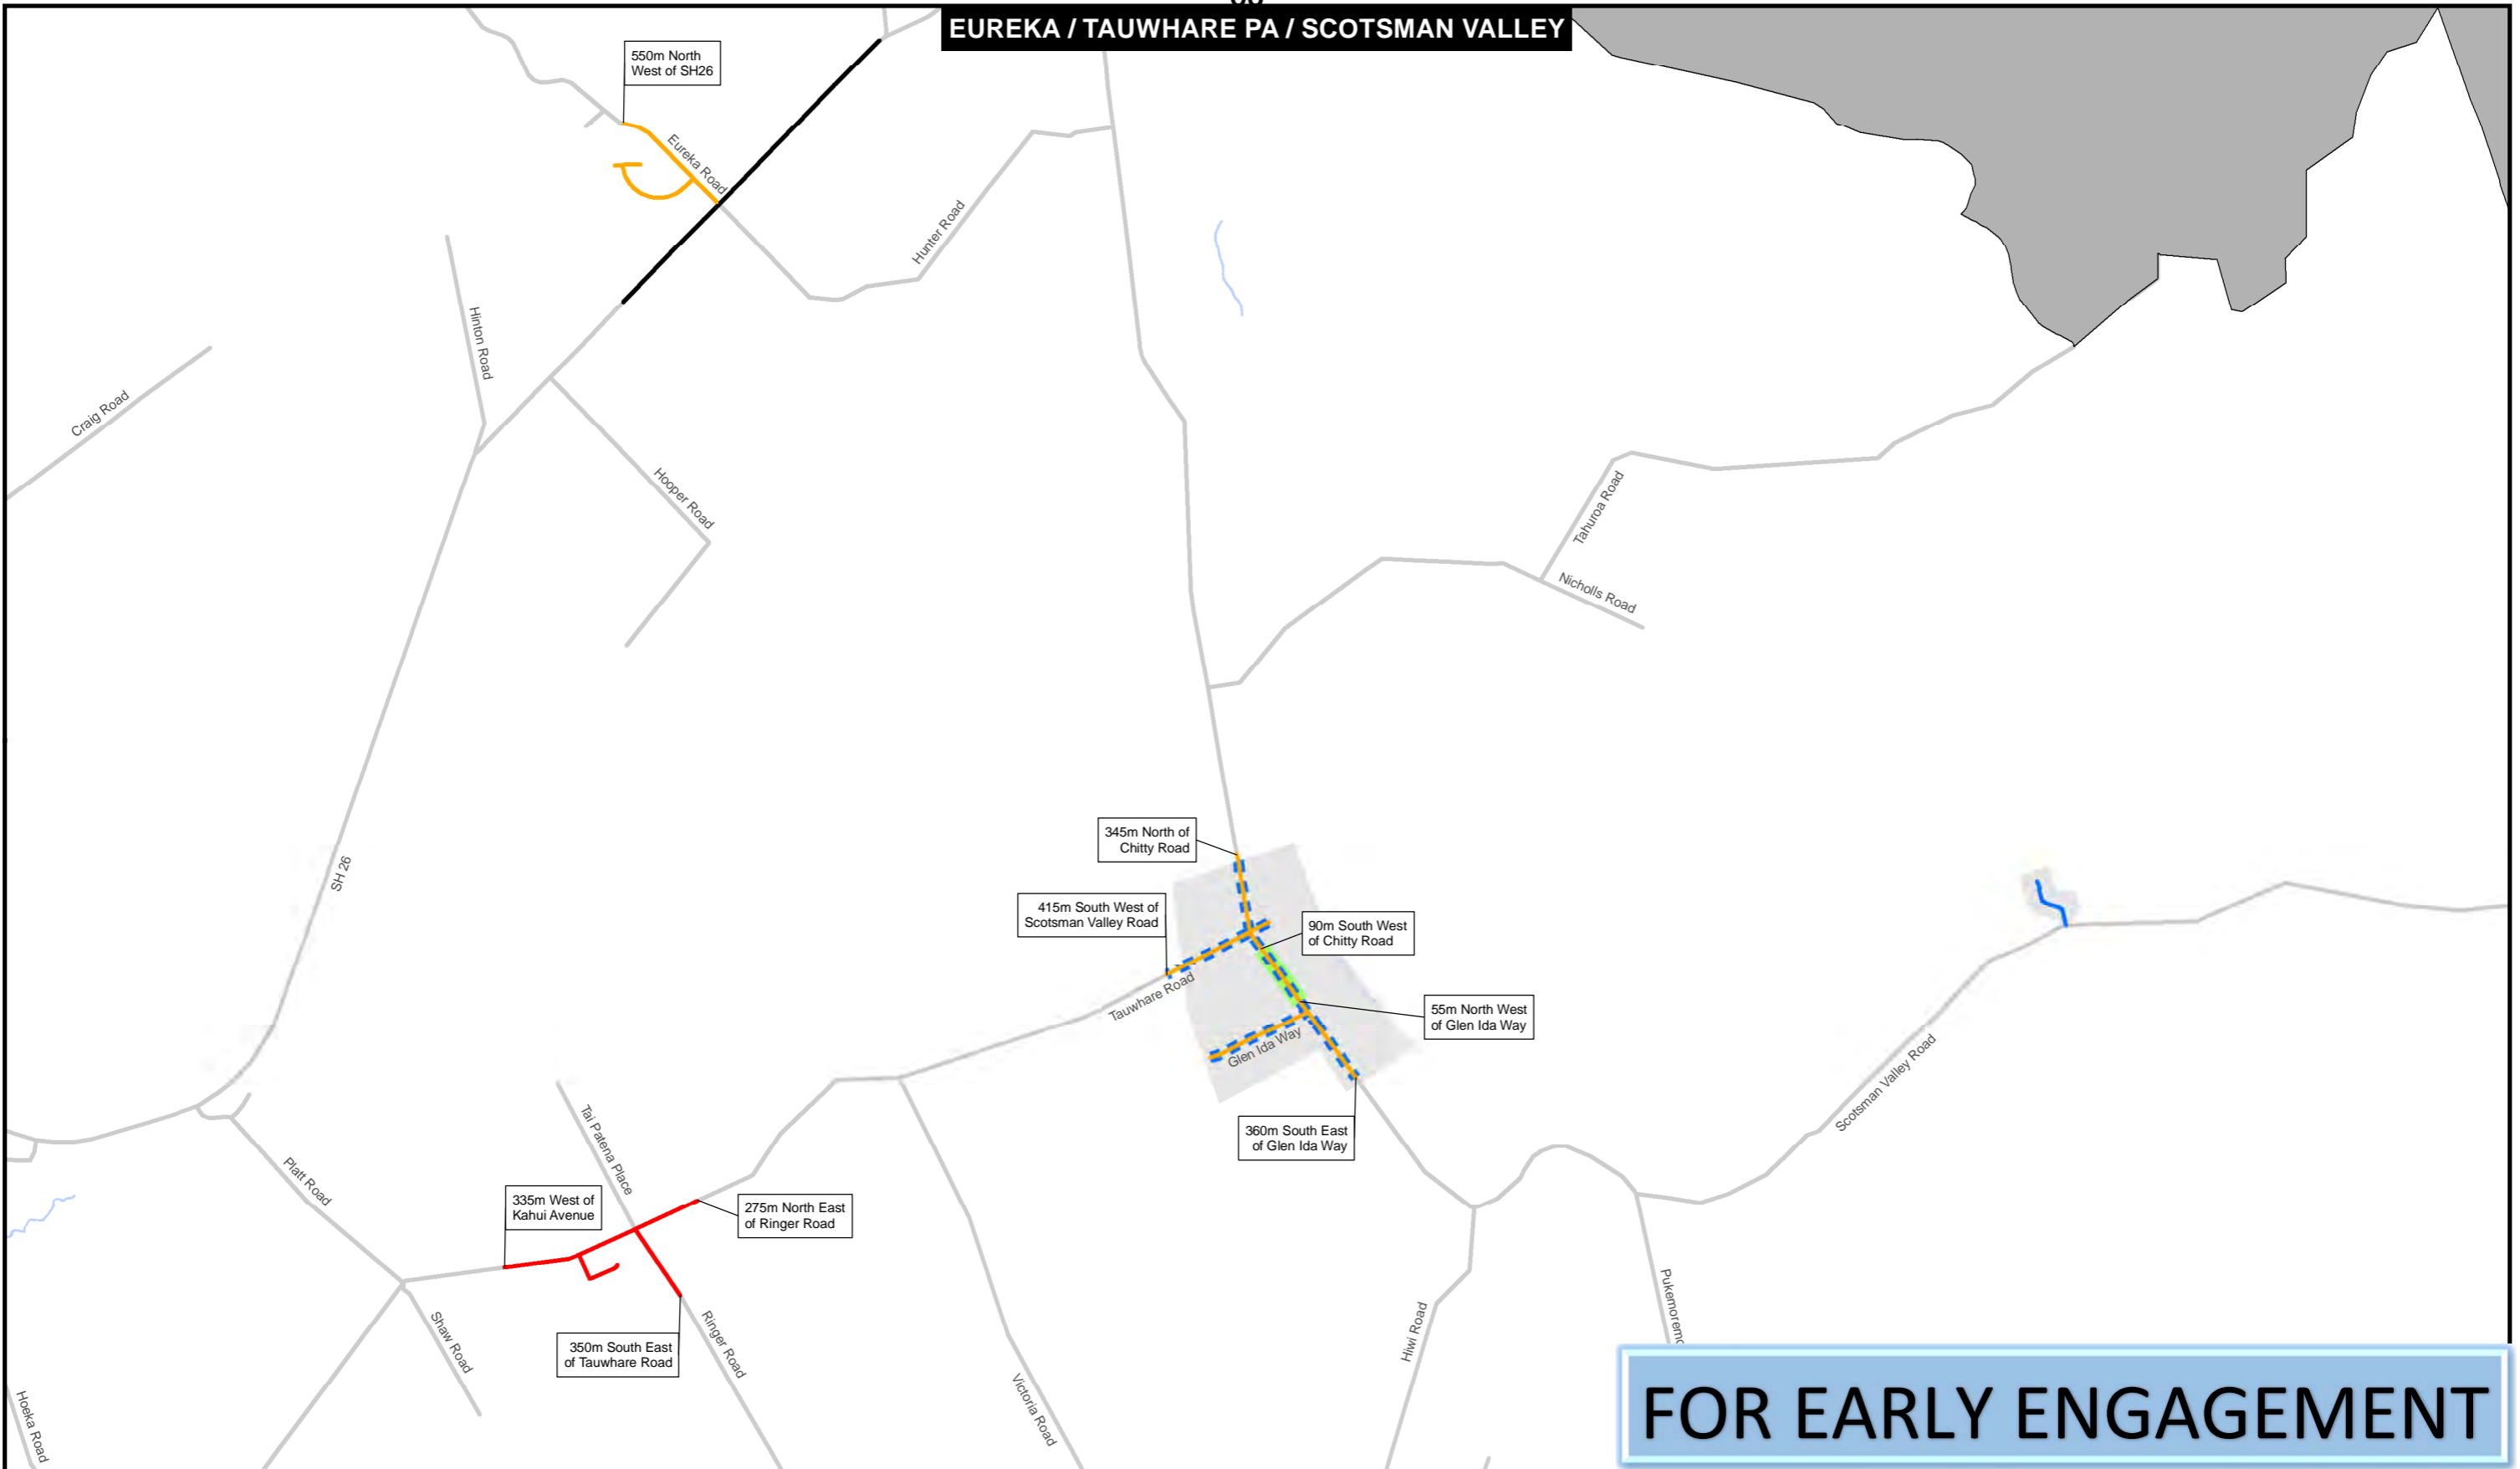 EUREKA / TAUWHARE PA / SCOTSMAN VALLEY
550m North
West of SH26
Eureka Road
Hunter Road
Hinton Road
Craig Road
Hooper Road
Tahuroa Road
Nicholls Road
345m North of
Chitty Road
SH 26
415m South West of
Scotsman Valley Road
90m South West
of Chitty Road
Tauwhare Road
55m North West
of Glen Ida Way
Glen Ida Way
Scotsman Valley Road
360m South East
of Glen Ida Way
Tai Patena Place
Platt Road
335m West of
Kahui Avenue
275m North East
of Ringer Road
Shaw Road
350m South East
of Tauwhare Road
Ringer Road
Hiwi Road
Victoria Road
Hoeka Road
FOR EARLY ENGAGEMENT